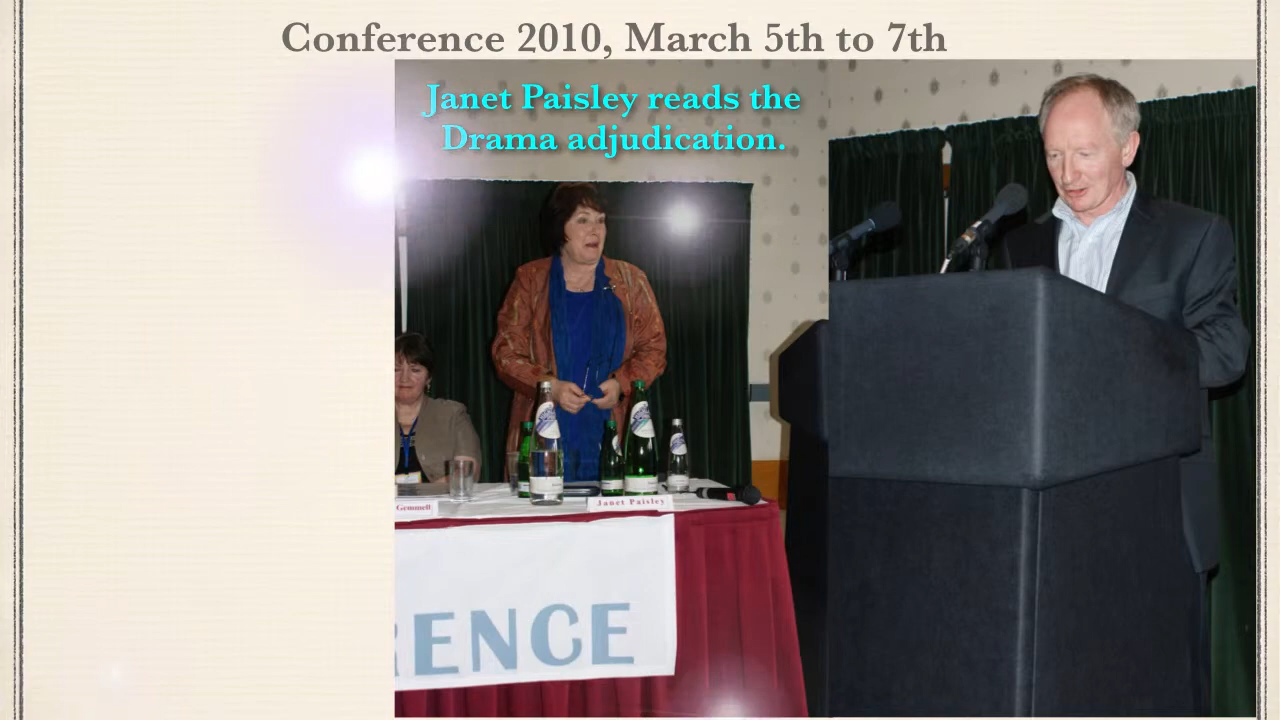 Conference 2010, March 5th to 7th
Janet Paisley reads the
Drama adjudication.
Gemmell
Janet Paisley
RENCE